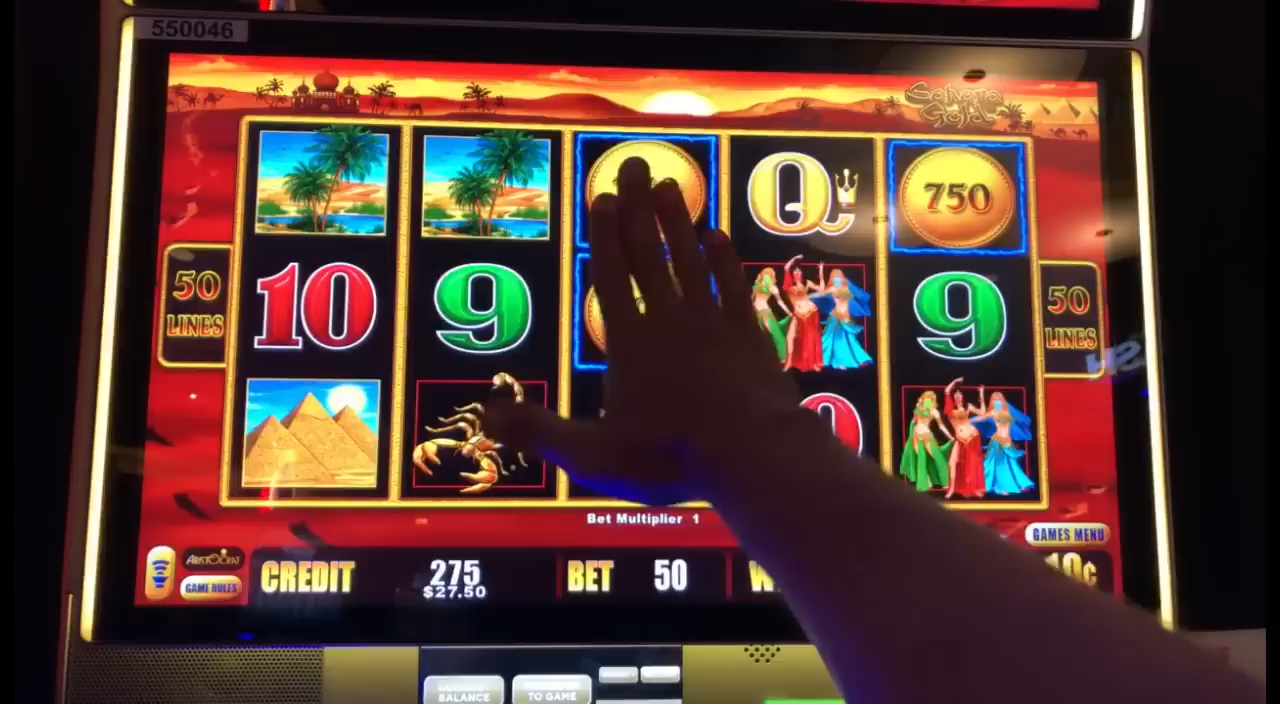 550046
Sahara Gold
Q
750
50 LINES
10
9
9
50 LINES
Bet Multiplier 1
GAMES MENU
ARISTOCRAT
GAME RULES
CREDIT
275
$27.50
BET
50
10c
BALANCE
TO GAME